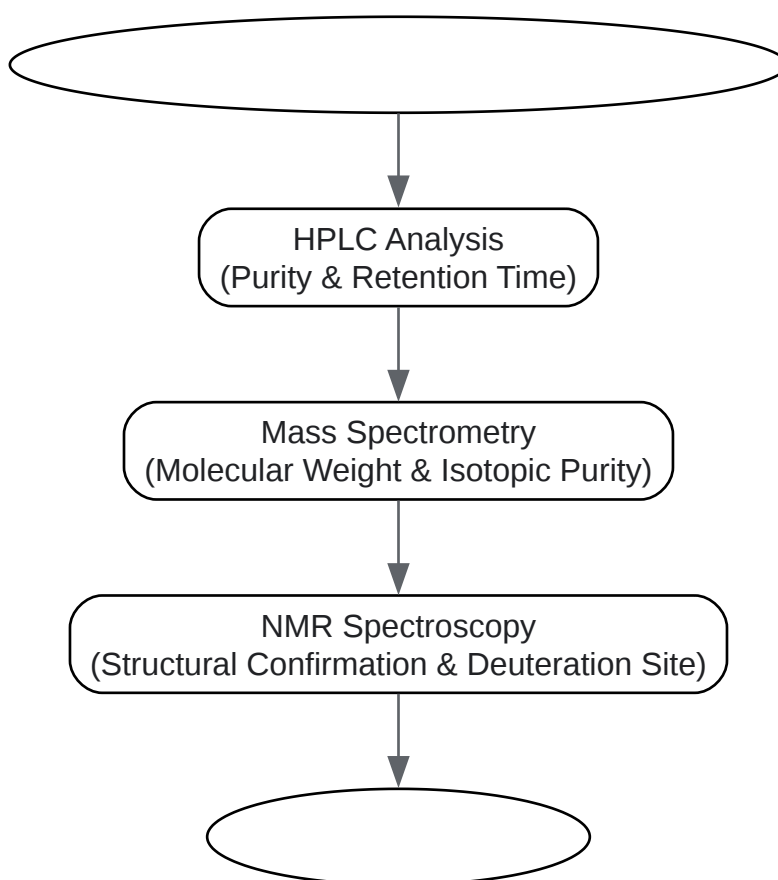 HPLC Analysis
(Purity & Retention Time)
Mass Spectrometry
(Molecular Weight & Isotopic Purity)
NMR Spectroscopy
(Structural Confirmation & Deuteration Site)